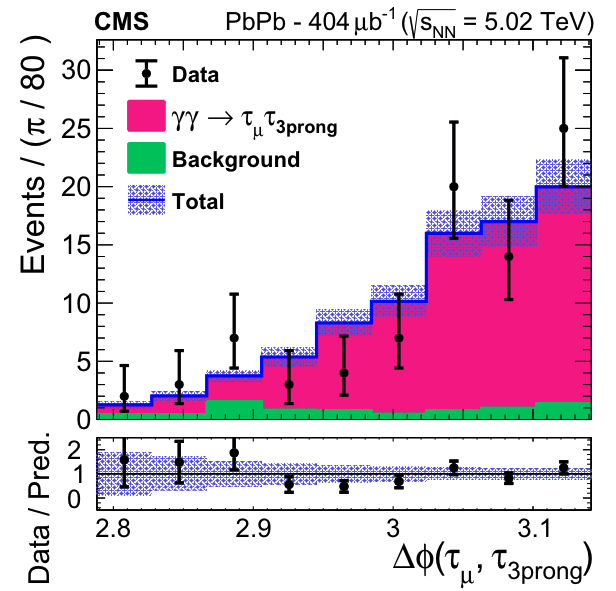 CMS PbPb - 404 μb⁻¹ (√sNN = 5.02 TeV)
Events / (π / 80)
30
25
20
15
10
5
0
Data
γγ → τμτ3prong
Background
Total
Data / Pred.
2
1
0
2.8 2.9 3 3.1
Δϕ(τμ, τ3prong)